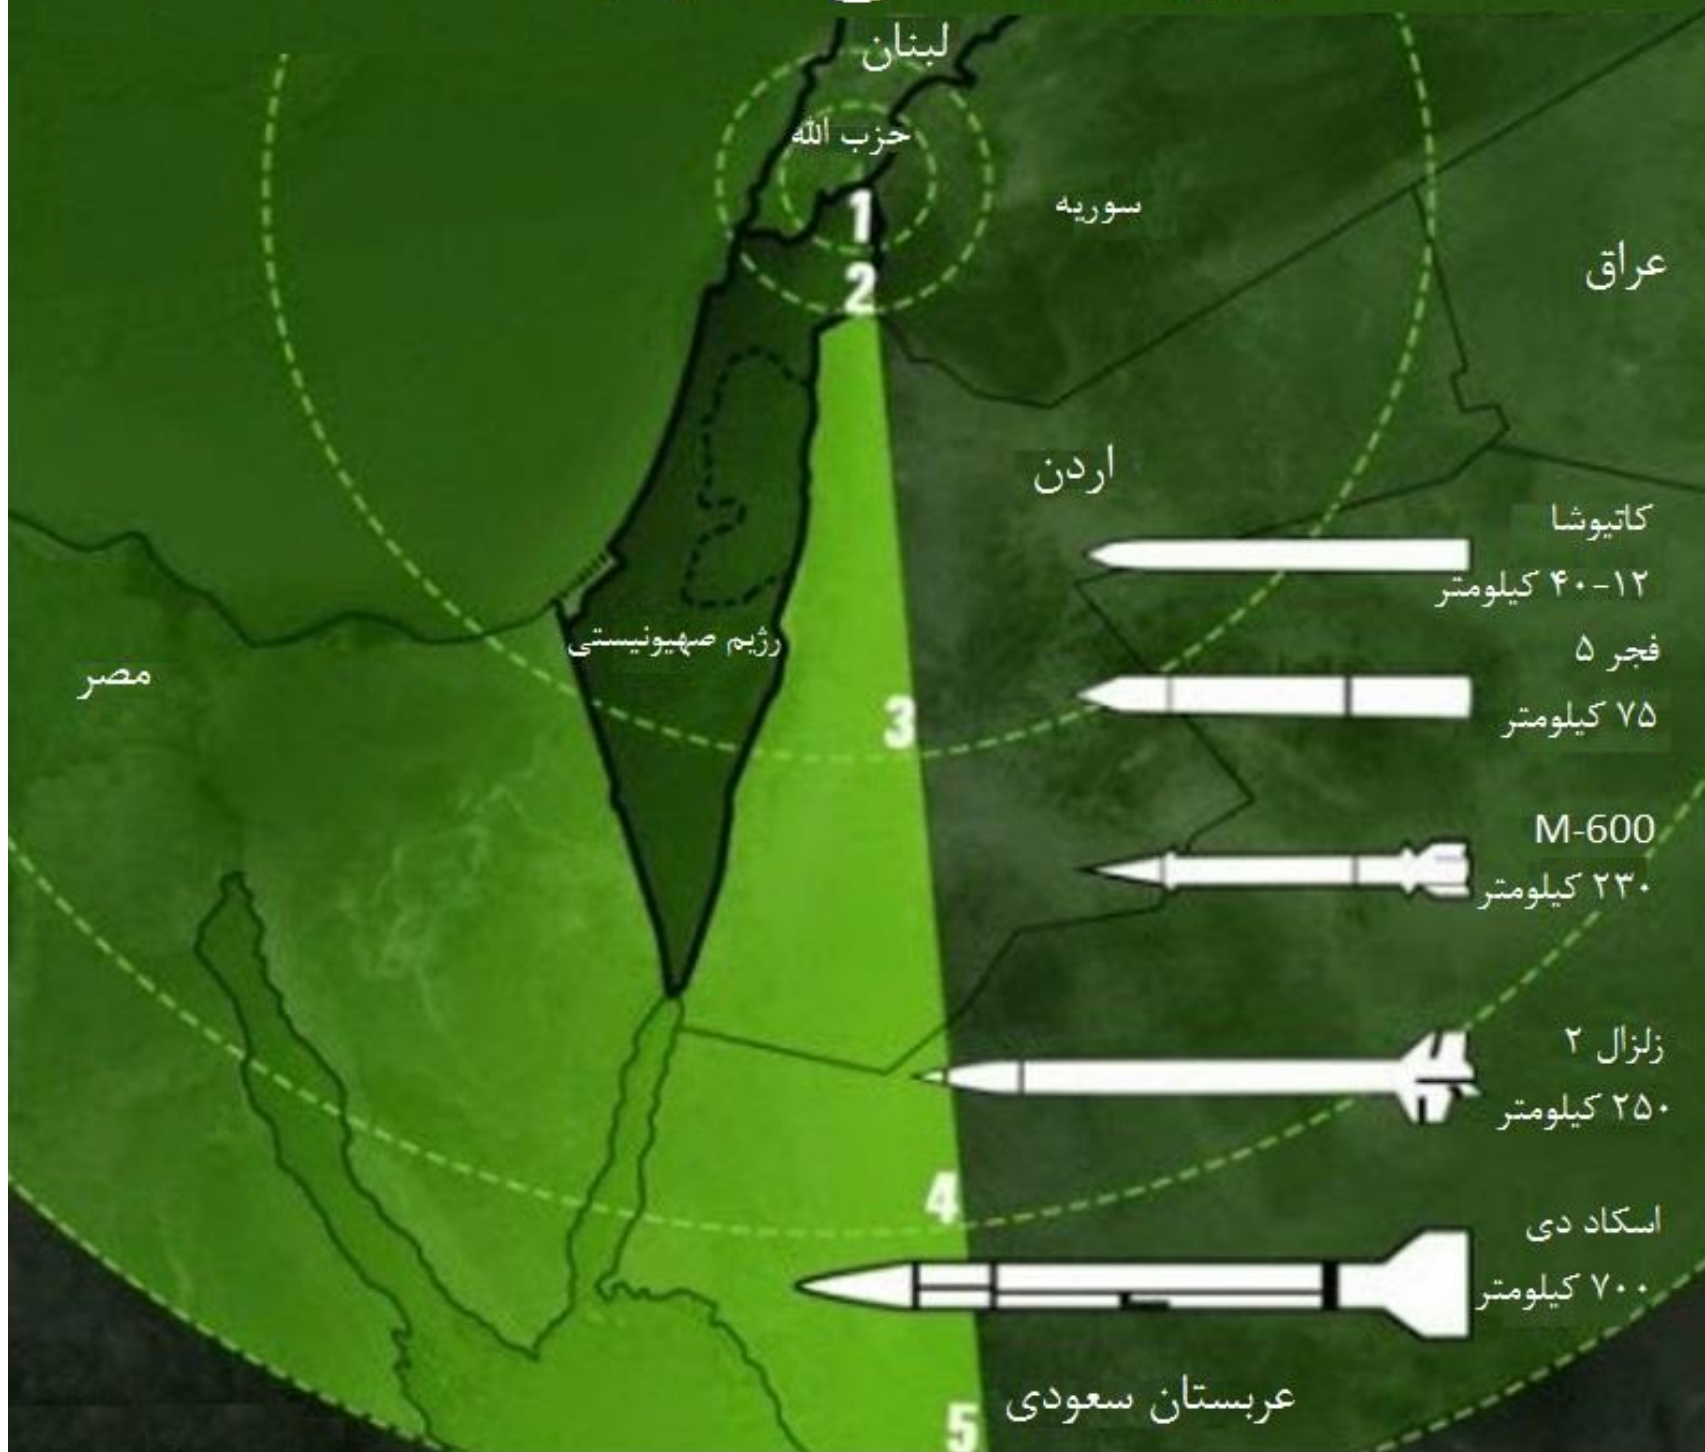 لبنان
حزب الله
1
سوریه
2
عراق
اردن
کاتیوشا
۴۰-۱۲ کیلومتر
رژیم صهیونیستی
فجر ۵
مصر
3
۷۵ کیلومتر
M-600
۲۳۰ کیلومتر
زلزال ۲
۲۵۰ کیلومتر
4
اسکاد دی
۷۰۰ کیلومتر
عربستان سعودی
5